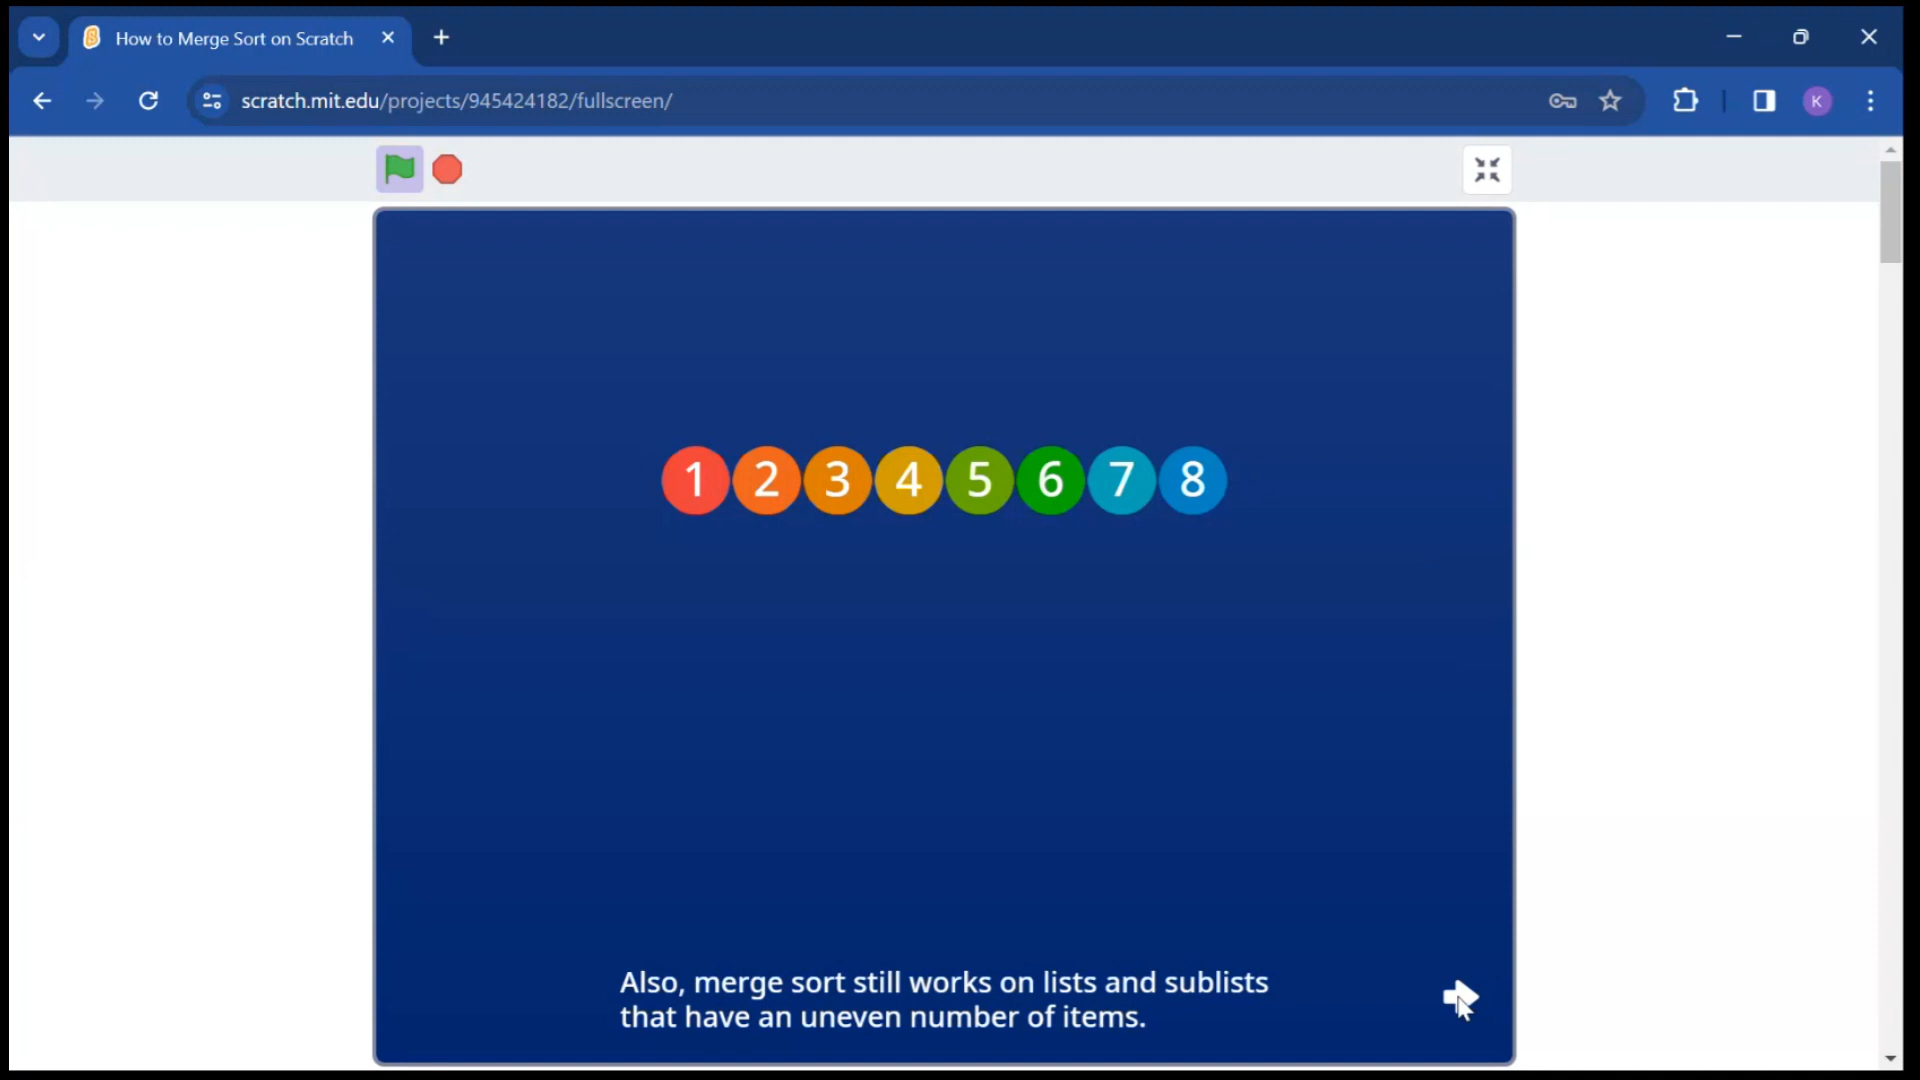 How to Merge Sort on Scratch
scratch.mit.edu/projects/945424182/fullscreen/
K
1 2 3 4 5 6 7 8
Also, merge sort still works on lists and sublists
that have an uneven number of items.